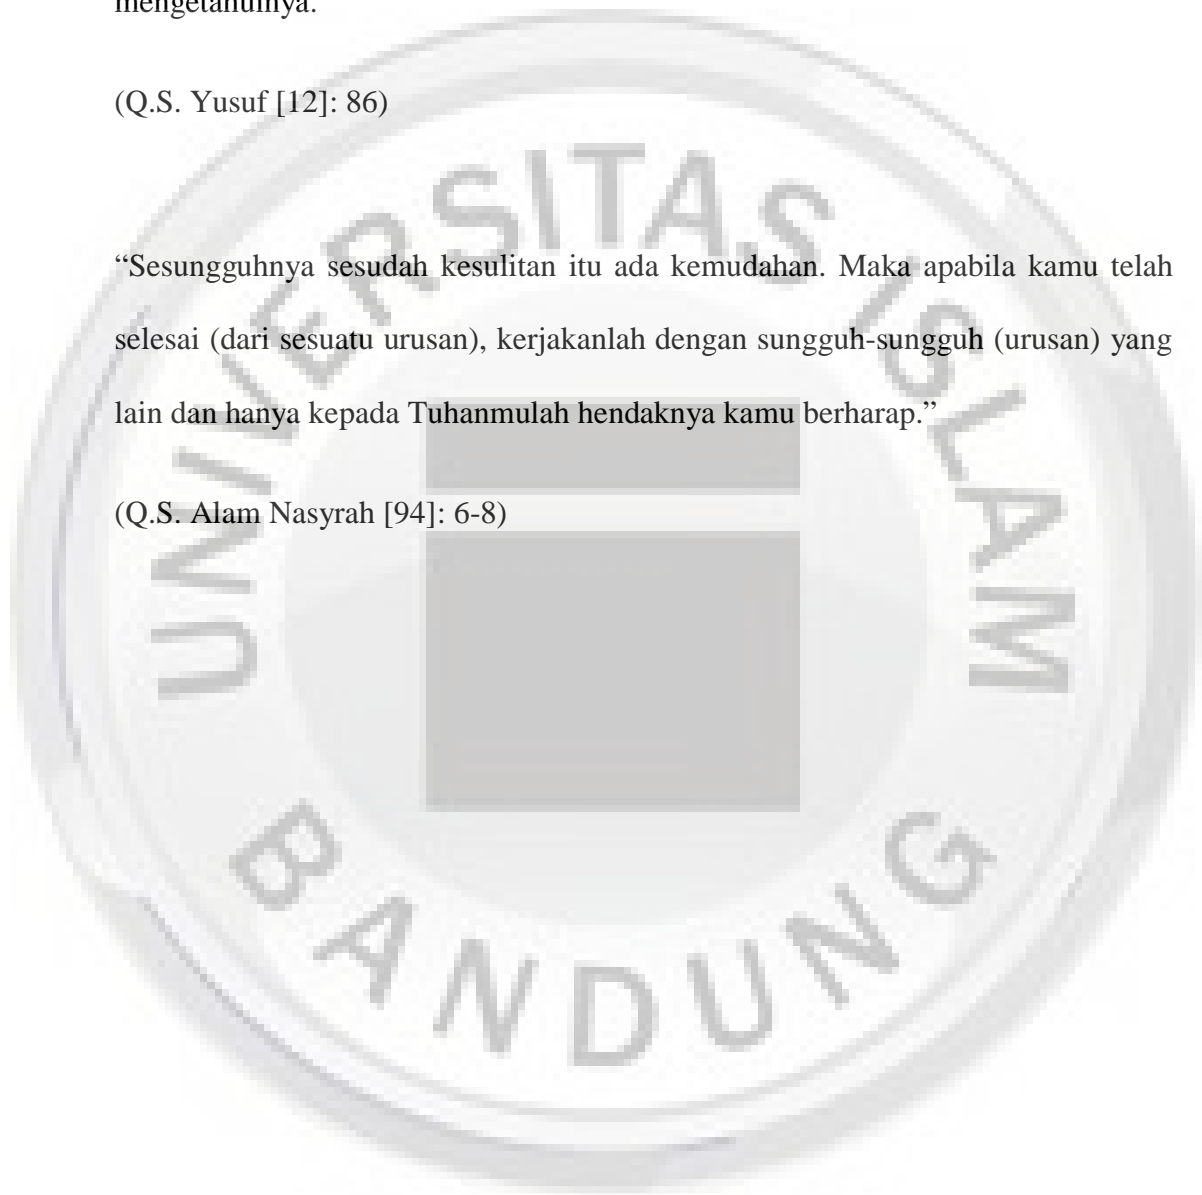 mengetahuinya.
(Q.S. Yusuf [12]: 86)
“Sesungguhnya sesudah kesulitan itu ada kemudahan. Maka apabila kamu telah
selesai (dari sesuatu urusan), kerjakanlah dengan sungguh-sungguh (urusan) yang
lain dan hanya kepada Tuhanmulah hendaknya kamu berharap.”
(Q.S. Alam Nasyrah [94]: 6-8)
UNIVERSITAS ISLAM
BANDUNG